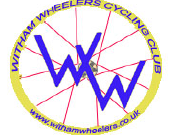 WITHAM WHEELERS CYCLING CLUB
WW
www.withamwheelers.co.uk